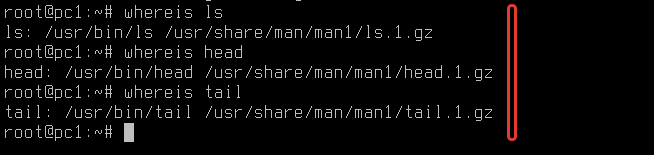 root@pc1:~# whereis ls
ls: /usr/bin/ls /usr/share/man/man1/ls.1.gz
root@pc1:~# whereis head
head: /usr/bin/head /usr/share/man/man1/head.1.gz
root@pc1:~# whereis tail
tail: /usr/bin/tail /usr/share/man/man1/tail.1.gz
root@pc1:~#